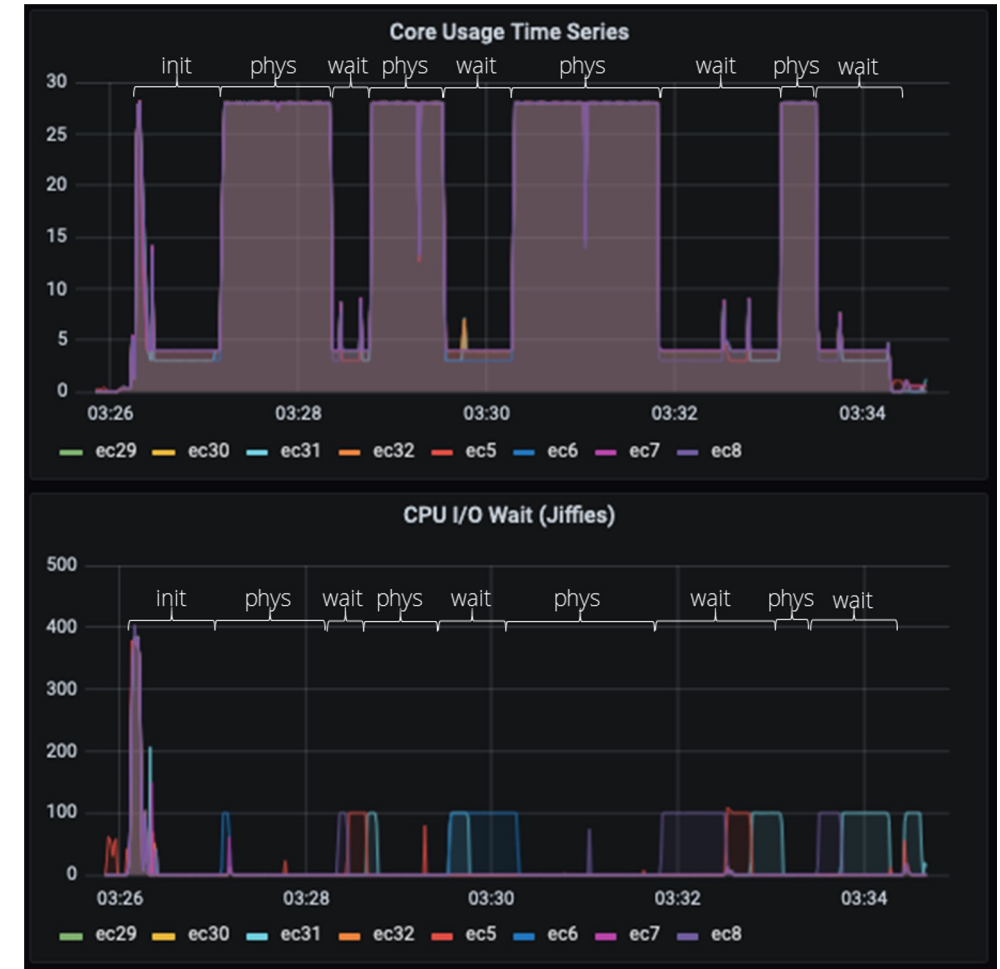 Core Usage Time Series
init phys wait phys wait phys wait phys wait
30
25
20
15
10
5
0
03:26 03:28 03:30 03:32 03:34
ec29 ec30 ec31 ec32 ec5 ec6 ec7 ec8
CPU I/O Wait (Jiffies)
500
init phys wait phys wait phys wait phys wait
400
300
200
100
0
03:26 03:28 03:30 03:32 03:34
ec29 ec30 ec31 ec32 ec5 ec6 ec7 ec8